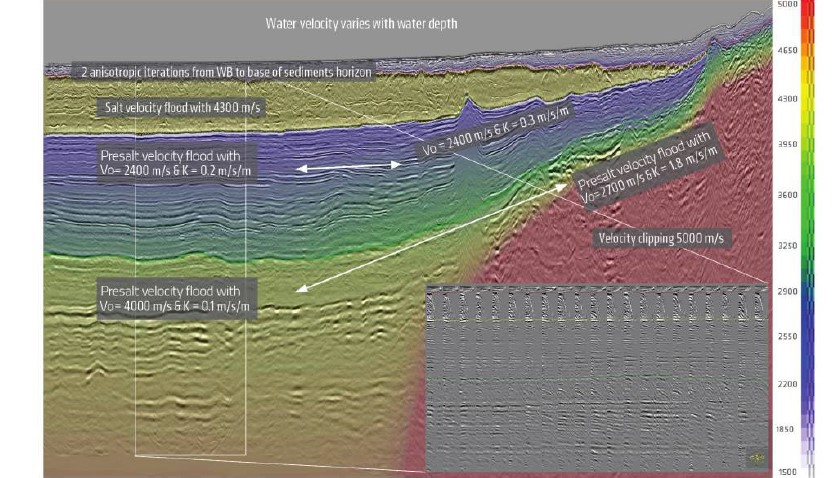 Water velocity varies with water depth
2 anisotropic iterations from WB to base of sediments horizon
Salt velocity flood with 4300 m/s
Presalt velocity flood with
Vo= 2400 m/s & K = 0.2 m/s/m
Vo = 2400 m/s & K = 0.3 m/s/m
Presalt velocity flood with
Vo=2700 m/s &K = 1.8 m/s/m
Velocity clipping 5000 m/s
Presalt velocity flood with
Vo= 4000 m/s & K = 0.1 m/s/m
5000
4650
4300
3950
3600
3250
2900
2550
2200
1850
1500